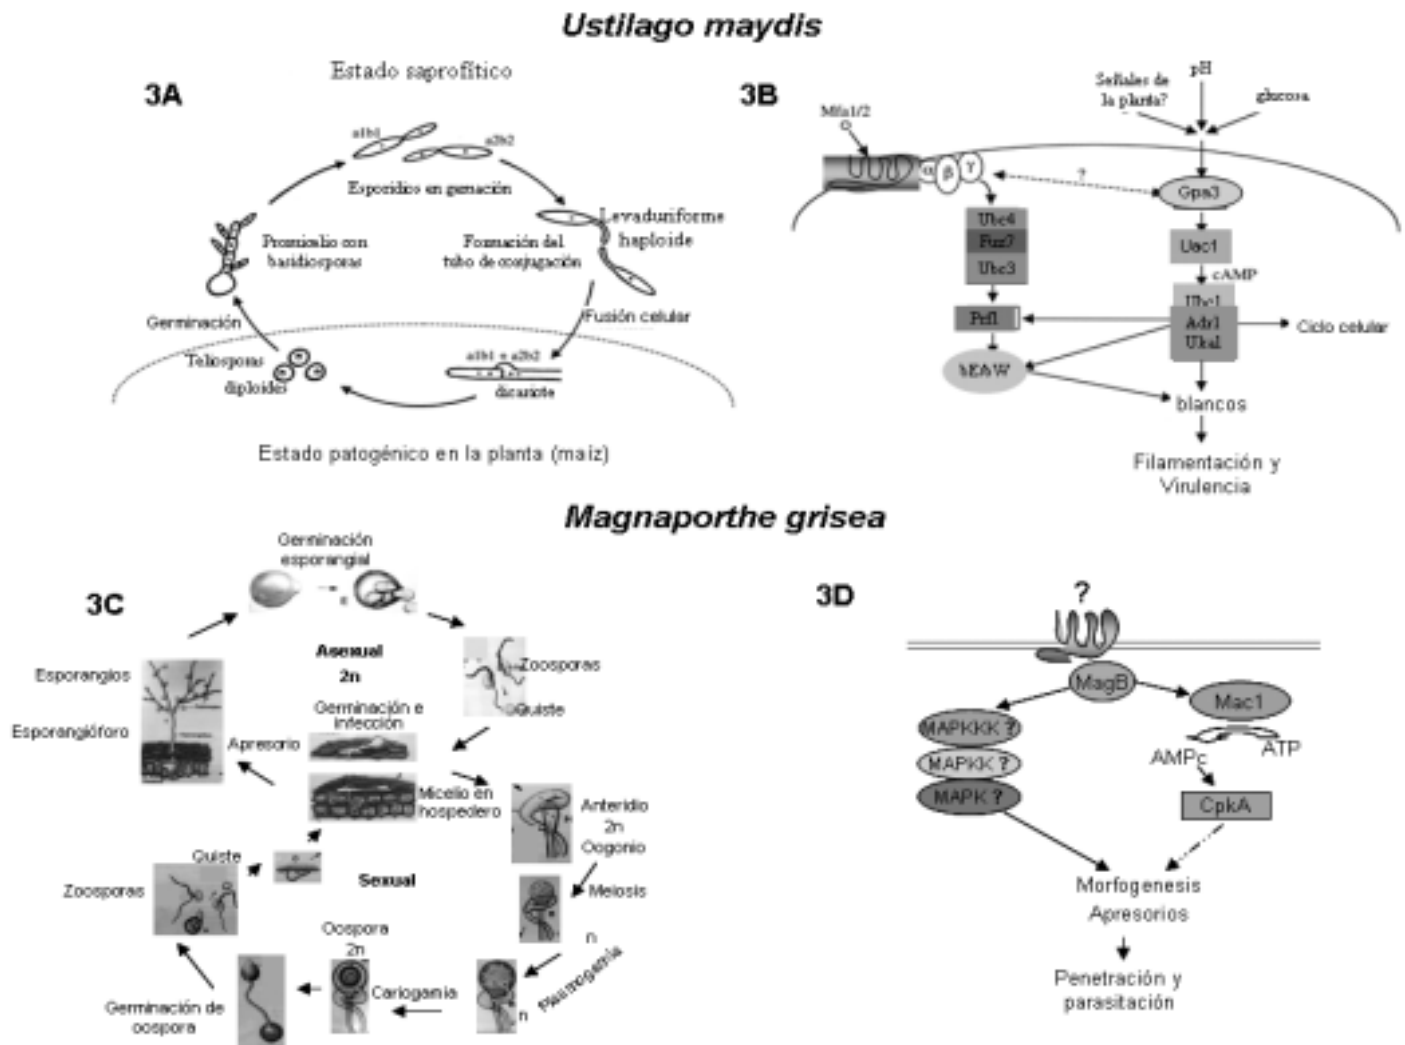 Ustilago maydis
3A
Estado saprofítico
a1b1
a2b2
Esporidios en gemación
Levaduriforme
haploide
Formación del
tubo de conjugación
Promicelio con
basidiosporas
Germinación
Fusión celular
Teliosporas
diploides
a1b1 a2b2
dicarionte
Estado patogénico en la planta (maíz)
3B
Señales de
la planta?
pH
glucosa
Mfa1/2
α
β
γ
?
Gpa3
Ubc4
Fuz7
Ubc3
Uac1
cAMP
Ubc1
Adr1
Uka1
Prf1
Ciclo celular
bE/bW
blancos
Filamentación y
Virulencia
Magnaporthe grisea
3C
Germinación
esporangial
Asexual
2n
Esporangios
Esporangióforo
Zoosporas
Quiste
Germinación e
infección
Apresorio
Micelio en
hospedero
Anteridio
2n
Oogonio
Quiste
Zoosporas
Sexual
Meiosis
n
Plasmogamia
n
Oospora
2n
Cariogamia
Germinación de
oospora
3D
?
MagB
Mac1
MAPKKK ?
MAPKK ?
MAPK ?
AMPc
ATP
CpkA
Morfogenesis
Apresorios
Penetración y
parasitación